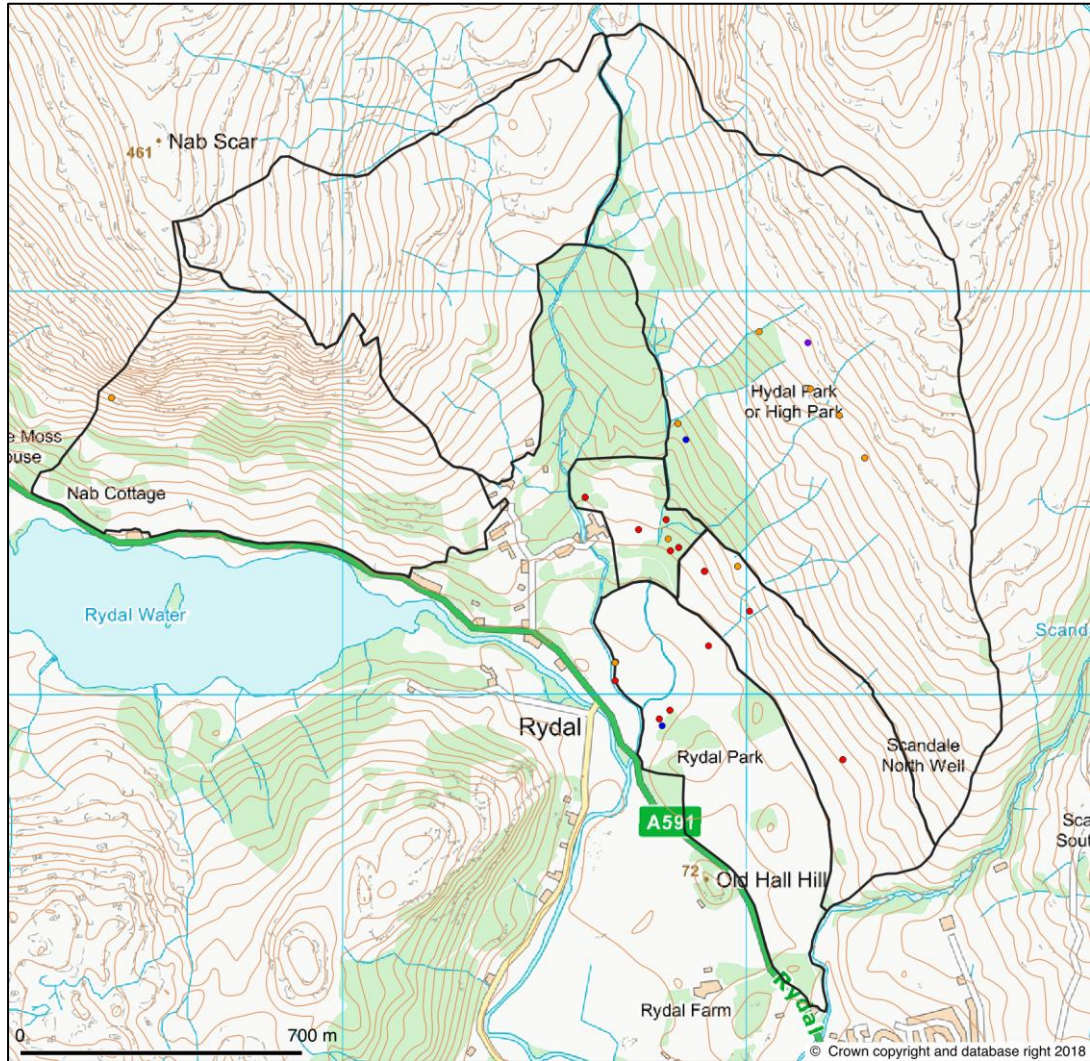 461
Nab Scar
Hydal Park
or High Park
e Moss
ouse
Nab Cottage
Rydal Water
Scand
Rydal
Rydal Park
Scandale
North Well
Sca
Sout
A591
72
Old Hall Hill
Rydal Farm
Rydal
0
700 m
© Crown copyright and database right 2018